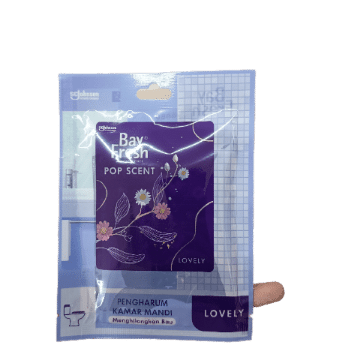 Bay
Fresh
POP SCENT
LOVELY
PENGHARUM
KAMAR MANDI
Menghilangkan Bau
LOVELY